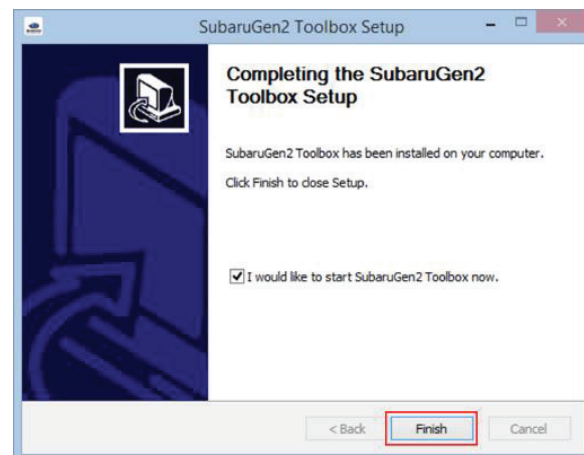 SubaruGen2 Toolbox Setup
Completing the SubaruGen2
Toolbox Setup
SubaruGen2 Toolbox has been installed on your computer.
Click Finish to close Setup.
I would like to start SubaruGen2 Toolbox now.
< Back Finish Cancel